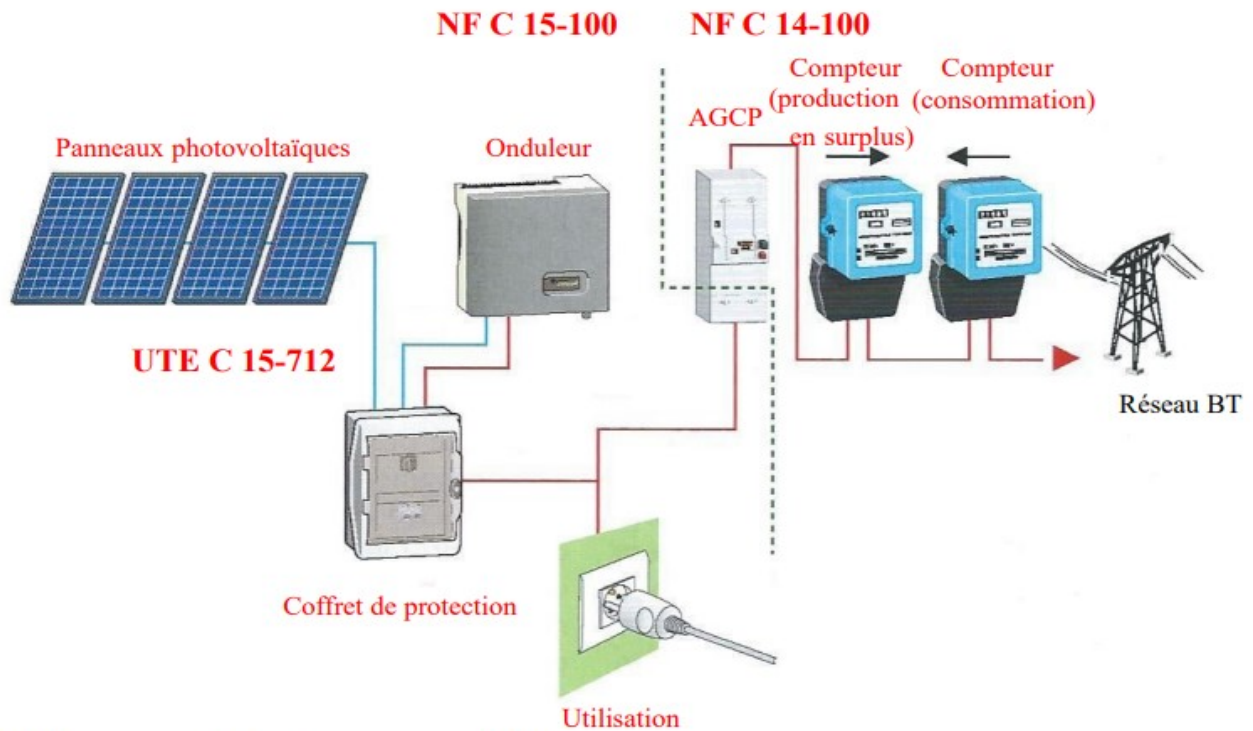 NF C 15-100
NF C 14-100
Compteur
(production
en surplus)
Compteur
(consommation)
AGCP
Panneaux photovoltaïques
Onduleur
UTE C 15-712
Réseau BT
Coffret de protection
Utilisation